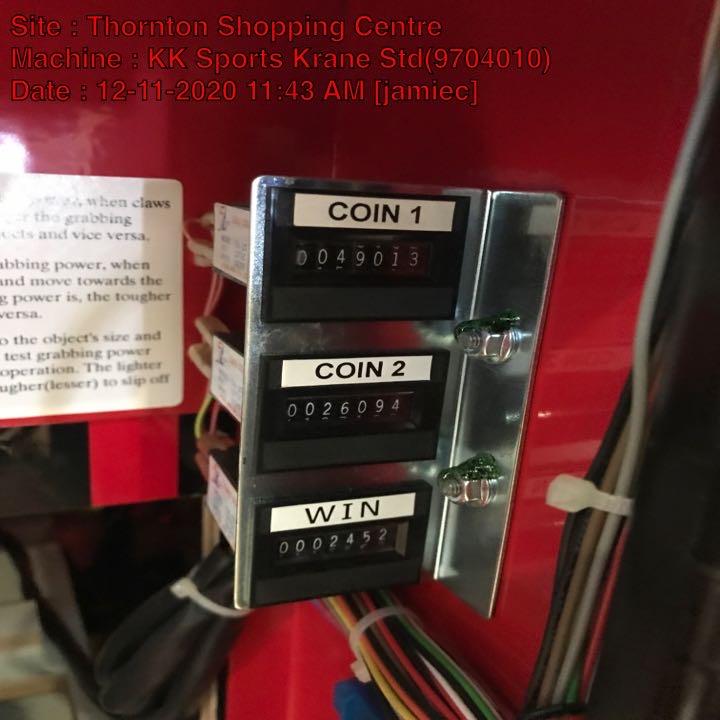 Site : Thornton Shopping Centre
Machine : KK Sports Krane Std(9704010)
Date : 12-11-2020 11:43 AM [jamiec]
when claws
the grabbing
and vice versa.
bbing power, when
and move towards the
power is, the tougher
versa.
the object's size and
test grabbing power
operation. The lighter
(lesser) to slip off
COIN 1
0049013
COIN 2
0026094
WIN
0002452